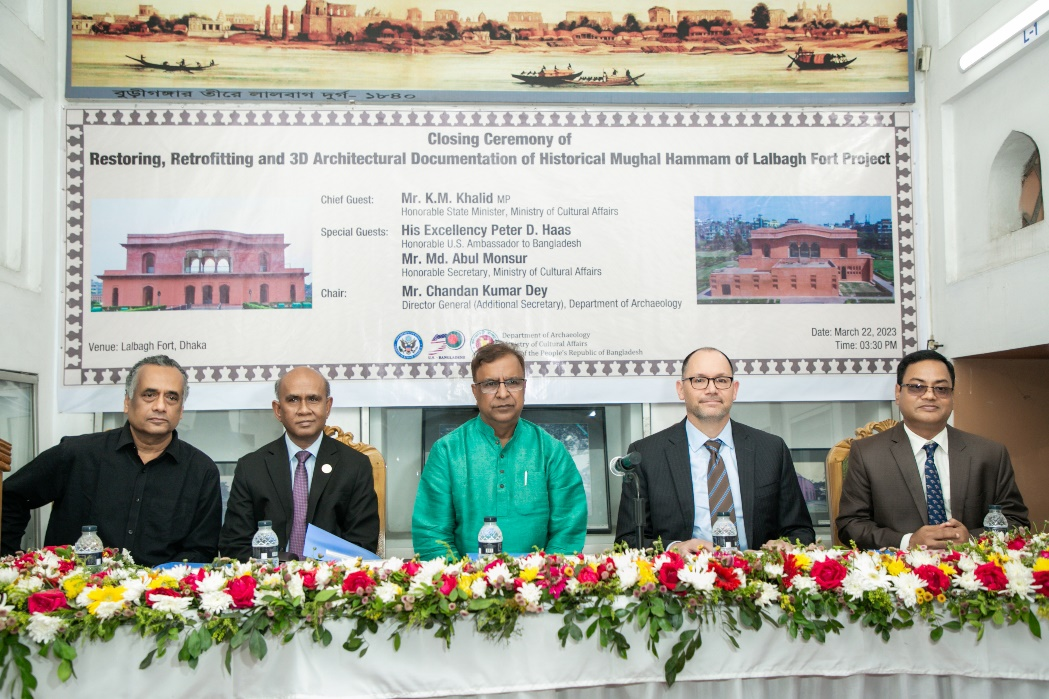 বুড়ীগঙ্গার তীরে লালবাগ দুর্গ- ১৮৪০
L-1
Closing Ceremony of
Restoring, Retrofitting and 3D Architectural Documentation of Historical Mughal Hammam of Lalbagh Fort Project
Chief Guest: Mr. K.M. Khalid MP
Honorable State Minister, Ministry of Cultural Affairs
Special Guests: His Excellency Peter D. Haas
Honorable U.S. Ambassador to Bangladesh
Mr. Md. Abul Monsur
Honorable Secretary, Ministry of Cultural Affairs
Chair: Mr. Chandan Kumar Dey
Director General (Additional Secretary), Department of Archaeology
Venue: Lalbagh Fort, Dhaka
50
U.S. - BANGLADESH
Department of Archaeology
Ministry of Cultural Affairs
of the People's Republic of Bangladesh
Date: March 22, 2023
Time: 03:30 PM